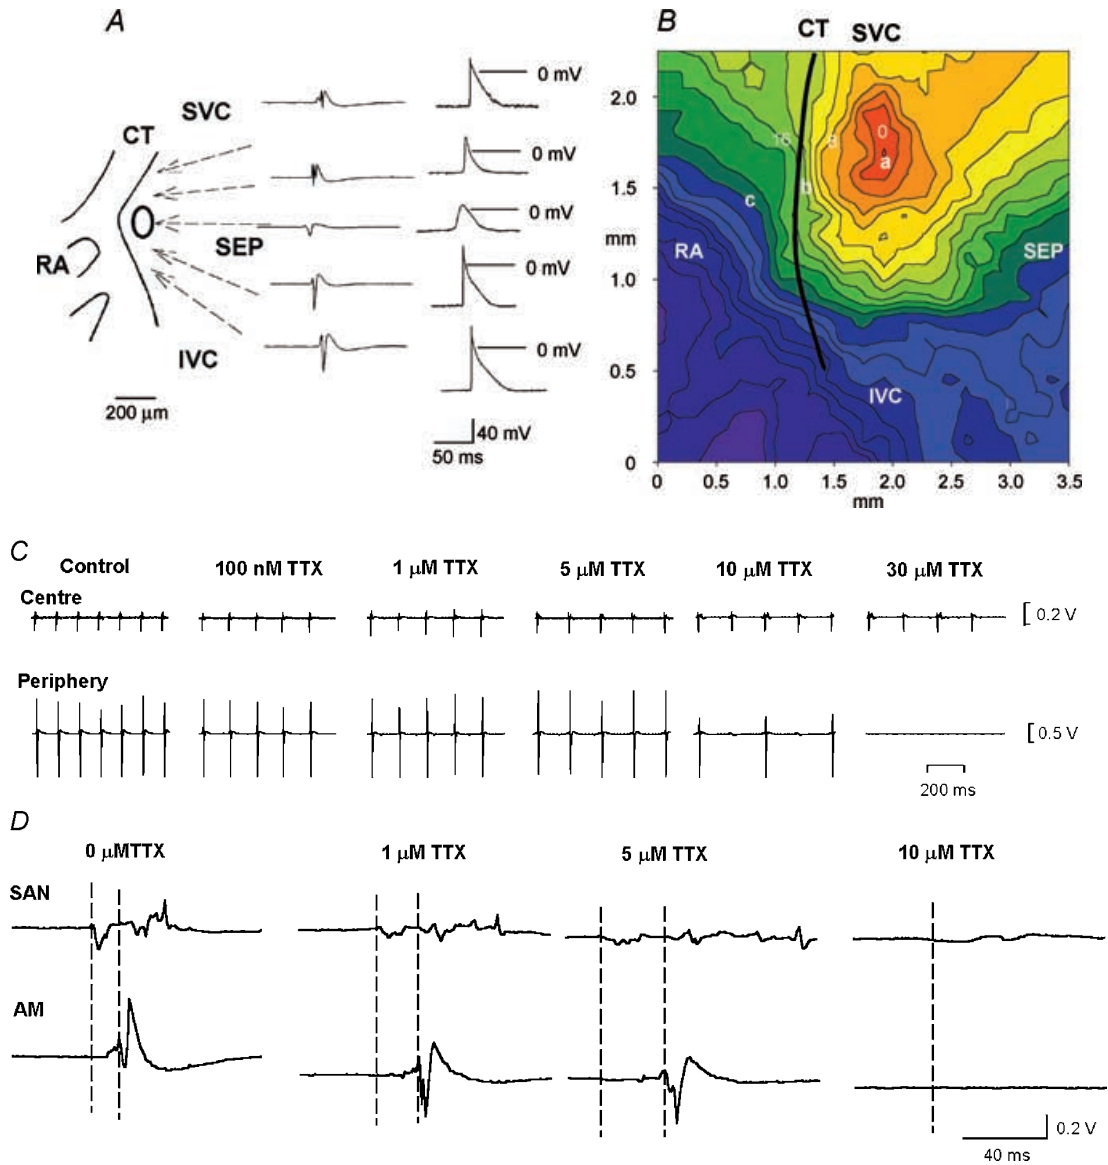 A
SVC
CT
RA
SEP
IVC
200 µm
0 mV
0 mV
0 mV
0 mV
0 mV
40 mV
50 ms
B
CT SVC
2.0
1.5
mm
1.0
0.5
0
0 0.5 1.0 1.5 2.0 2.5 3.0 3.5
mm
16 8 0
a
b
c
RA
SEP
IVC
C
Control 100 nM TTX 1 µM TTX 5 µM TTX 10 µM TTX 30 µM TTX
Centre
0.2 V
Periphery
0.5 V
200 ms
D
0 µMTTX 1 µM TTX 5 µM TTX 10 µM TTX
SAN
AM
0.2 V
40 ms